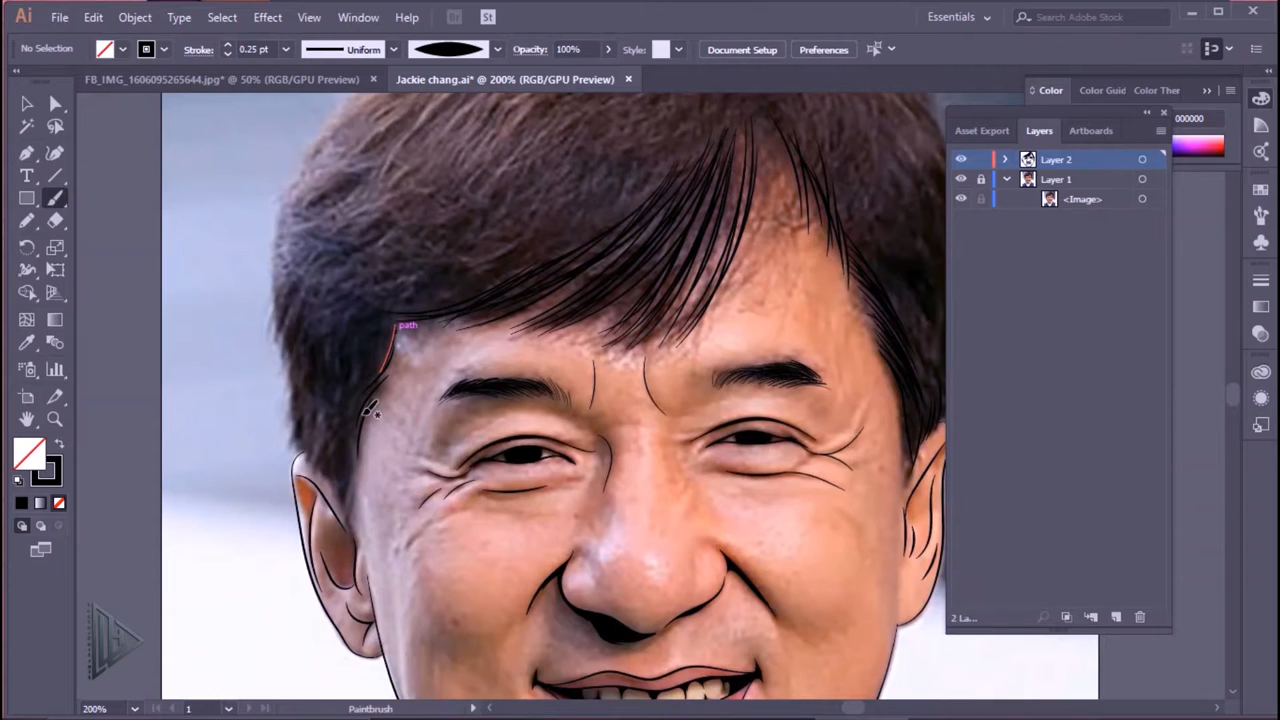 Ai File Edit Object Type Select Effect View Window Help Br St Essentials Search Adobe Stock
No Selection Stroke: 0.25 pt Uniform Opacity: 100% Style: Document Setup Preferences
FB_IMG_1606095265644.jpg* @ 50% (RGB/GPU Preview) × Jackie chang.ai* @ 200% (RGB/GPU Preview) ×
Color Color Guid Color Ther
000000
Asset Export Layers Artboards
Layer 2
Layer 1
<Image>
path
2 La...
200% 1 Paintbrush